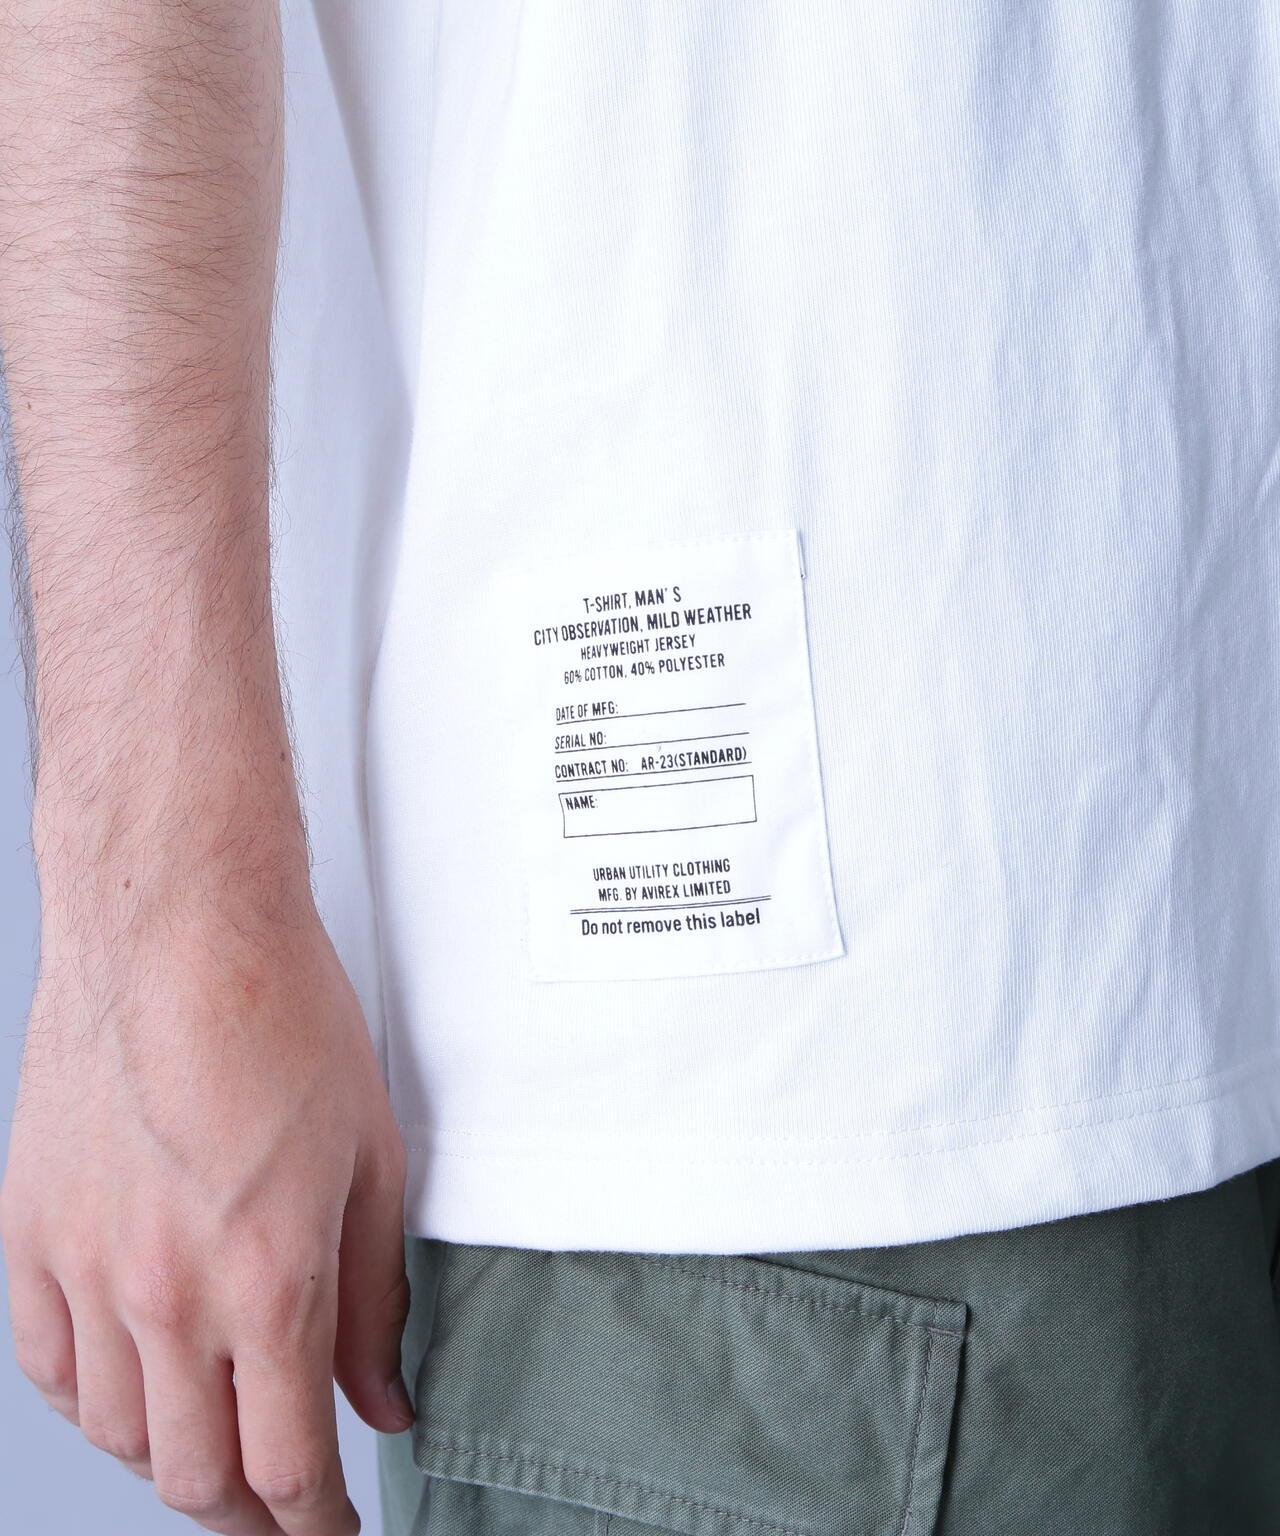 T-SHIRT, MAN' S
CITY OBSERVATION, MILD WEATHER
HEAVYWEIGHT JERSEY
60% COTTON, 40% POLYESTER
DATE OF MFG:
SERIAL NO:
CONTRACT NO: AR-23(STANDARD)
NAME:
URBAN UTILITY CLOTHING
MFG. BY AVIREX LIMITED
Do not remove this label